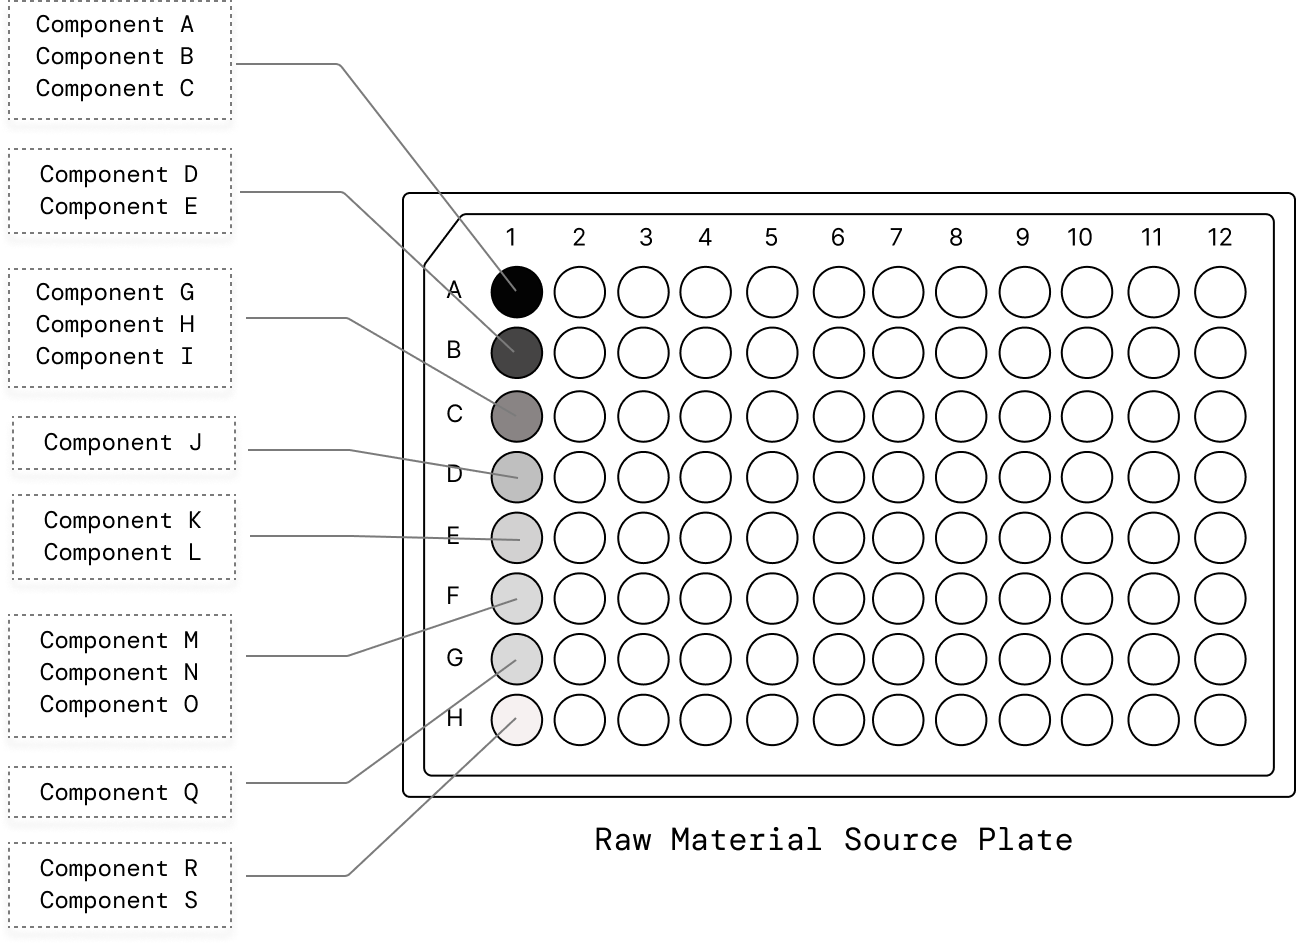 Component A
Component B
Component C
Component D
Component E
Component G
Component H
Component I
Component J
Component K
Component L
Component M
Component N
Component O
Component Q
Component R
Component S
1 2 3 4 5 6 7 8 9 10 11 12
A
B
C
D
E
F
G
H
Raw Material Source Plate